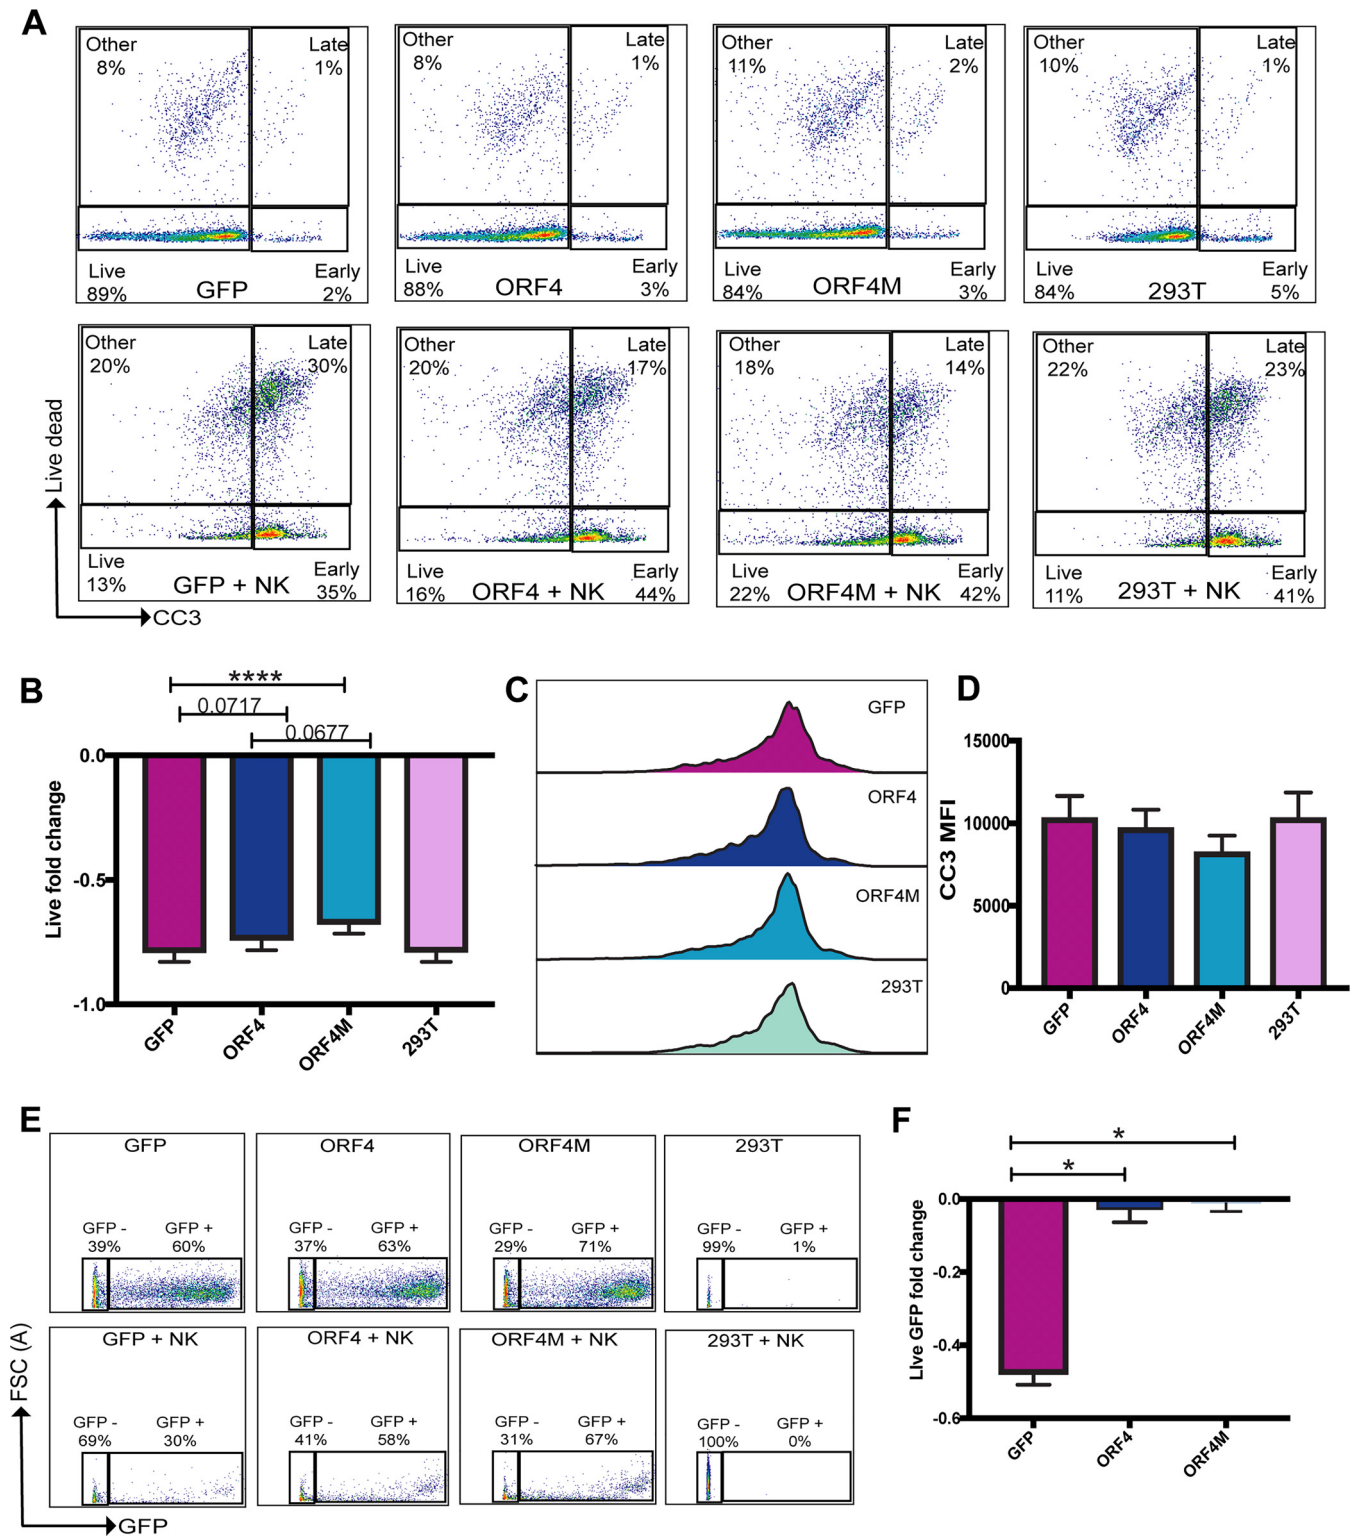 A
Other
8%
Late
1%
Live
89%
GFP
Early
2%
Other
8%
Late
1%
Live
88%
ORF4
Early
3%
Other
11%
Late
2%
Live
84%
ORF4M
Early
3%
Other
10%
Late
1%
Live
84%
293T
Early
5%
Other
20%
Late
30%
Live
13%
GFP + NK
Early
35%
Other
20%
Late
17%
Live
16%
ORF4 + NK
Early
44%
Other
18%
Late
14%
Live
22%
ORF4M + NK
Early
42%
Other
22%
Late
23%
Live
11%
293T + NK
Early
41%
Live dead
CC3
B
****
0.0717
0.0677
0.0
-0.5
-1.0
Live fold change
GFP
ORF4
ORF4M
293T
C
GFP
ORF4
ORF4M
293T
D
15000
10000
5000
0
CC3 MFI
GFP
ORF4
ORF4M
293T
E
GFP
GFP -
39%
GFP +
60%
ORF4
GFP -
37%
GFP +
63%
ORF4M
GFP -
29%
GFP +
71%
293T
GFP -
99%
GFP +
1%
GFP + NK
GFP -
69%
GFP +
30%
ORF4 + NK
GFP -
41%
GFP +
58%
ORF4M + NK
GFP -
31%
GFP +
67%
293T + NK
GFP -
100%
GFP +
0%
FSC (A)
GFP
F
*
*
0.0
-0.2
-0.4
-0.6
LIve GFP fold change
GFP
ORF4
ORF4M